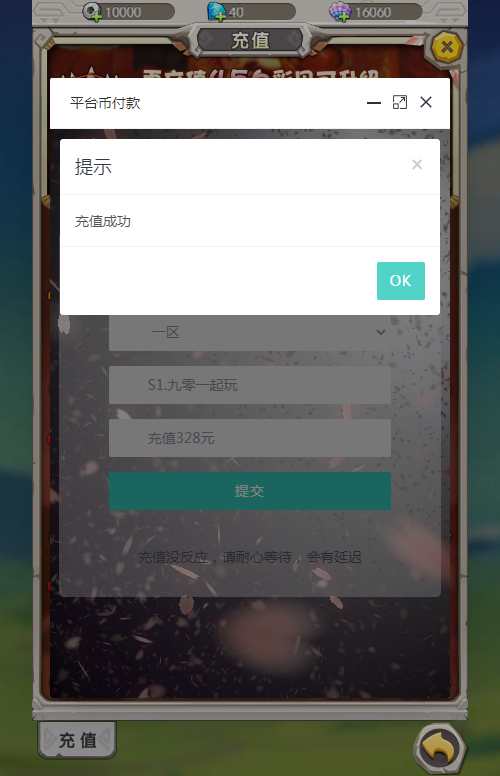 10000 40 16060
充值
平台币付款
提示
充值成功
OK
一区
S1.九零一起玩
充值328元
提交
充值没反应，请耐心等待，会有延迟
充值